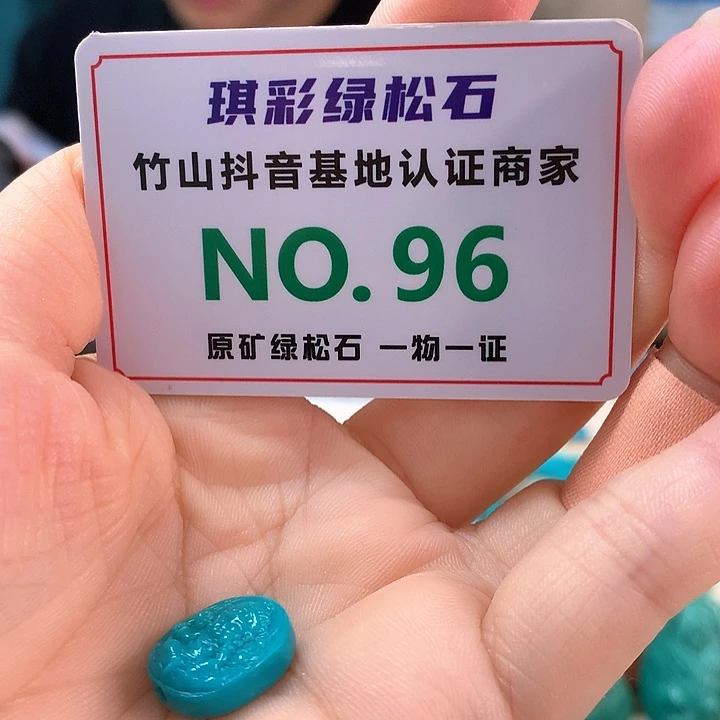 琪彩绿松石
竹山抖音基地认证商家
NO. 96
原矿绿松石 一物一证